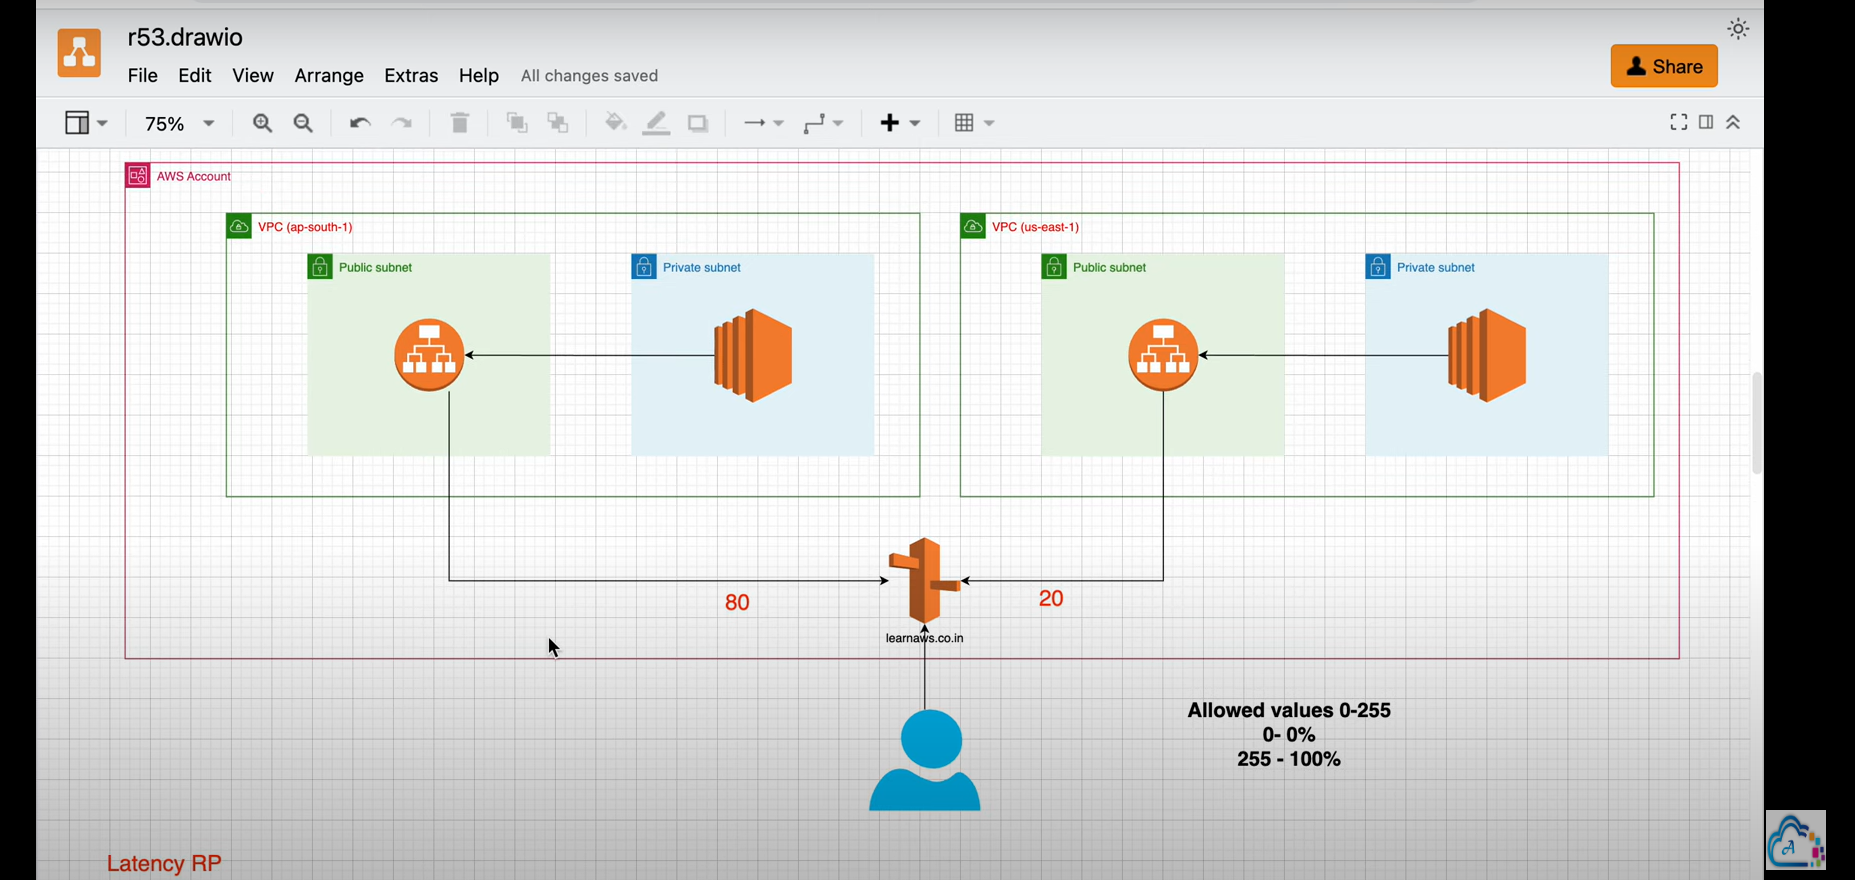 r53.drawio
File Edit View Arrange Extras Help All changes saved
Share
75%
AWS Account
VPC (ap-south-1)
VPC (us-east-1)
Public subnet
Private subnet
Public subnet
Private subnet
80
20
learnaws.co.in
Allowed values 0-255
0- 0%
255 - 100%
Latency RP
A